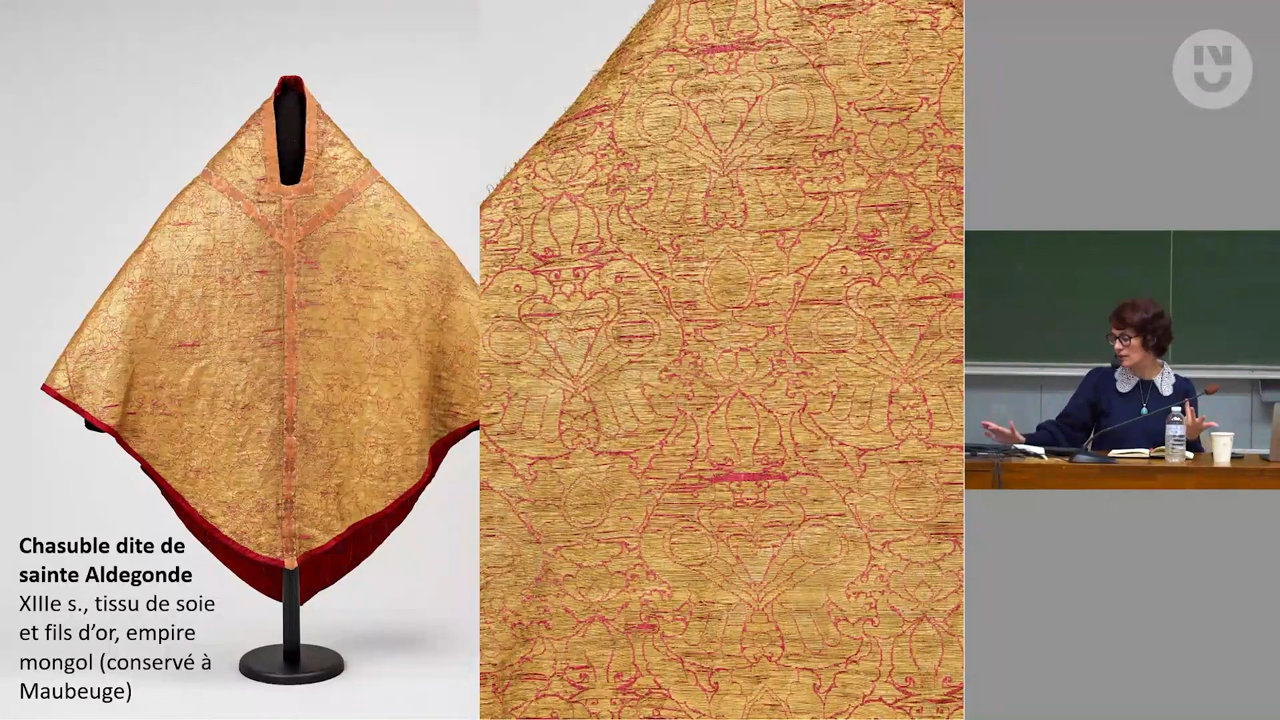 Chasuble dite de
sainte Aldegonde
XIIIe s., tissu de soie
et fils d’or, empire
mongol (conservé à
Maubeuge)